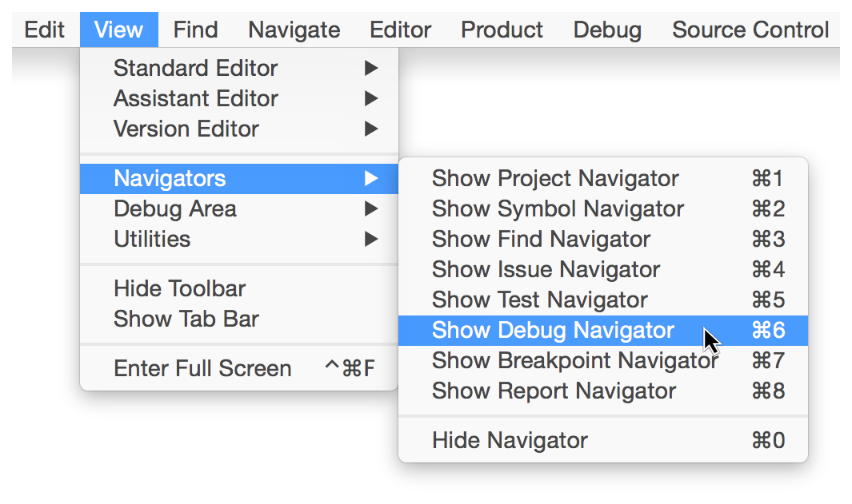 Edit View Find Navigate Editor Product Debug Source Control
Standard Editor ▶
Assistant Editor ▶
Version Editor ▶
Navigators ▶
Debug Area ▶
Utilities ▶
Hide Toolbar
Show Tab Bar
Enter Full Screen ^⌘F
Show Project Navigator ⌘1
Show Symbol Navigator ⌘2
Show Find Navigator ⌘3
Show Issue Navigator ⌘4
Show Test Navigator ⌘5
Show Debug Navigator ⌘6
Show Breakpoint Navigator ⌘7
Show Report Navigator ⌘8
Hide Navigator ⌘0